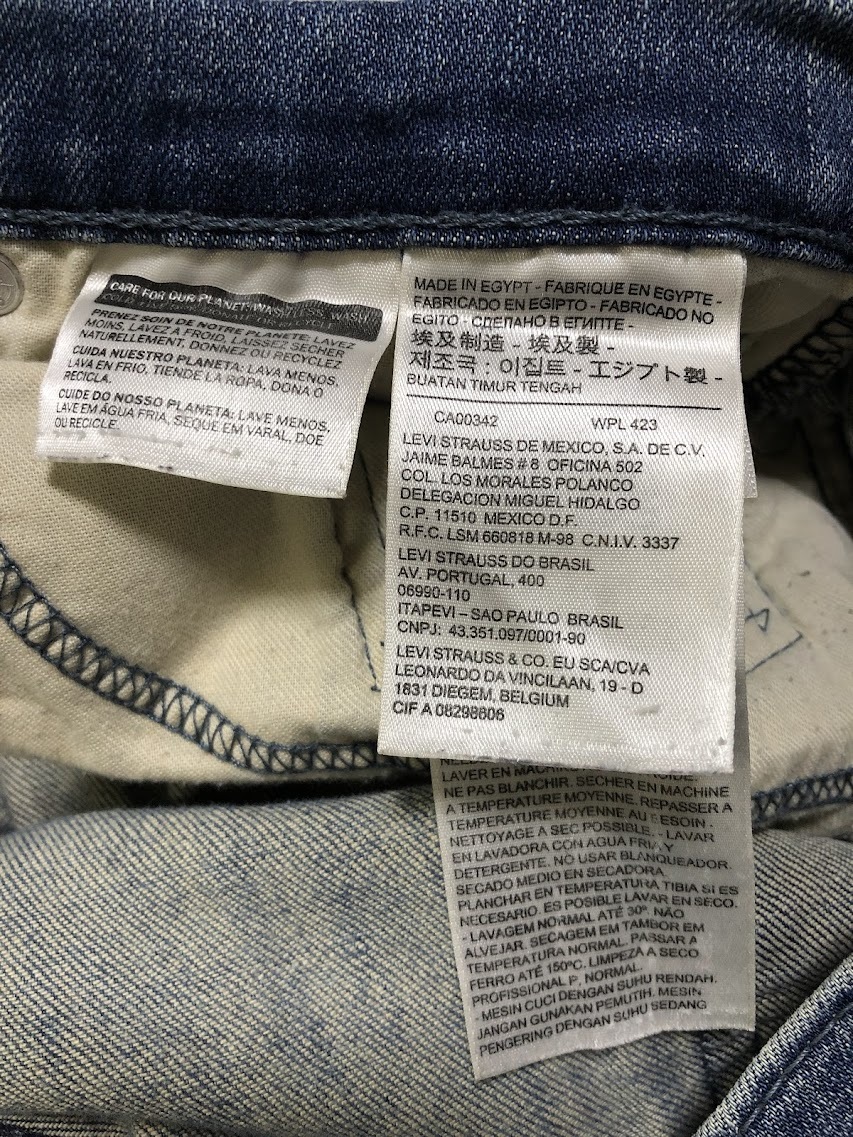 CARE FOR OUR PLANET: WASH LESS, WASH
PRENEZ SOIN DE NOTRE PLANETE: LAVEZ
MOINS, LAVEZ A FROID, LAISSEZ SECHER
NATURELLEMENT, DONNEZ OU RECYCLEZ
CUIDA NUESTRO PLANETA: LAVA MENOS,
LAVA EN FRIO, TIENDE LA ROPA, DONA O
RECICLA.
CUIDE DO NOSSO PLANETA: LAVE MENOS,
LAVE EM ÁGUA FRIA, SEQUE EM VARAL, DOE
OU RECICLE.
MADE IN EGYPT - FABRIQUE EN EGYPTE -
FABRICADO EN EGIPTO - FABRICADO NO
EGITO - СДЕЛАНО В ЕГИПТЕ -
埃及制造 - 埃及製 -
제조국 : 이집트 - エジプト製 -
BUATAN TIMUR TENGAH
CA00342 WPL 423
LEVI STRAUSS DE MEXICO, S.A. DE C.V.
JAIME BALMES # 8 OFICINA 502
COL. LOS MORALES POLANCO
DELEGACION MIGUEL HIDALGO
C.P. 11510 MEXICO D.F.
R.F.C. LSM 660818 M-98 C.N.I.V. 3337
LEVI STRAUSS DO BRASIL
AV. PORTUGAL, 400
06990-110
ITAPEVI – SAO PAULO BRASIL
CNPJ: 43.351.097/0001-90
LEVI STRAUSS & CO. EU SCA/CVA
LEONARDO DA VINCILAAN, 19 - D
1831 DIEGEM, BELGIUM
CIF A 08298606
LAVER EN MACHINE
NE PAS BLANCHIR. SECHER EN MACHINE
A TEMPERATURE MOYENNE. REPASSER A
TEMPERATURE MOYENNE AU BESOIN.
NETTOYAGE A SEC POSSIBLE. - LAVAR
EN LAVADORA CON AGUA FRIA Y
DETERGENTE. NO USAR BLANQUEADOR.
SECADO MEDIO EN SECADORA.
PLANCHAR EN TEMPERATURA TIBIA SI ES
NECESARIO. ES POSIBLE LAVAR EN SECO.
- LAVAGEM NORMAL ATÉ 30º. NÃO
ALVEJAR. SECAGEM EM TAMBOR EM
TEMPERATURA NORMAL. PASSAR A
FERRO ATÉ 150ºC. LIMPEZA A SECO
PROFISSIONAL P, NORMAL.
- MESIN CUCI DENGAN SUHU RENDAH.
JANGAN GUNAKAN PEMUTIH. MESIN
PENGERING DENGAN SUHU SEDANG